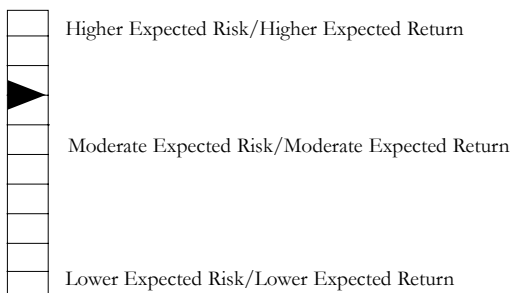 Higher Expected Risk/Higher Expected Return
Moderate Expected Risk/Moderate Expected Return
Lower Expected Risk/Lower Expected Return